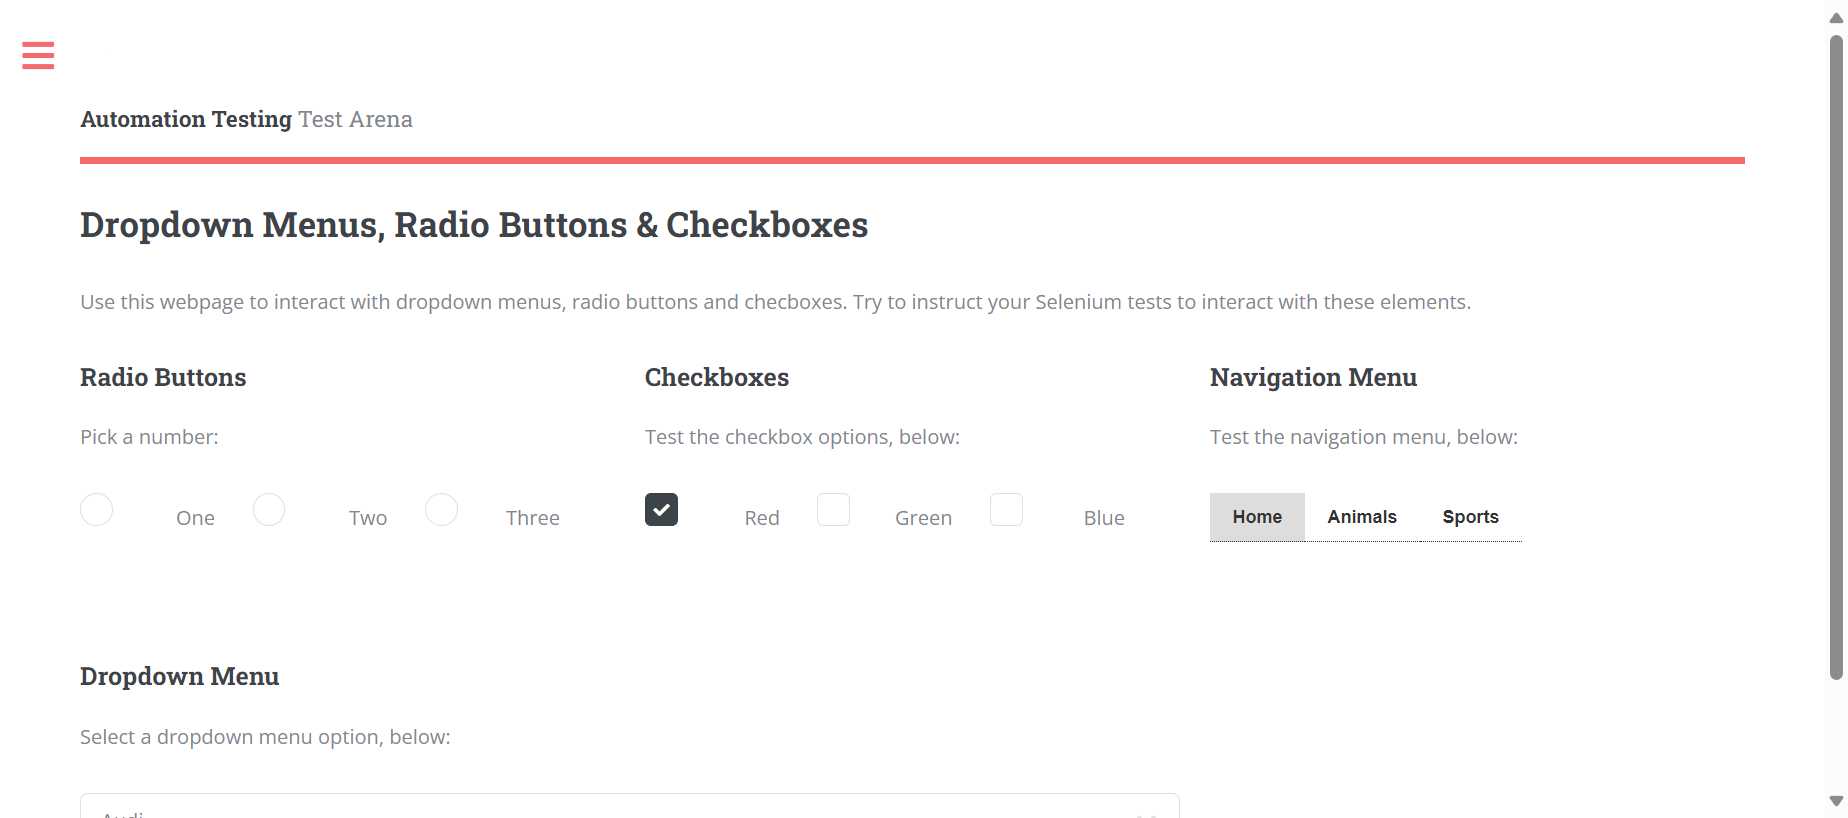 Automation Testing Test Arena
Dropdown Menus, Radio Buttons & Checkboxes
Use this webpage to interact with dropdown menus, radio buttons and checboxes. Try to instruct your Selenium tests to interact with these elements.
Radio Buttons
Pick a number:
One Two Three
Checkboxes
Test the checkbox options, below:
Red Green Blue
Navigation Menu
Test the navigation menu, below:
Home Animals Sports
Dropdown Menu
Select a dropdown menu option, below:
Audi